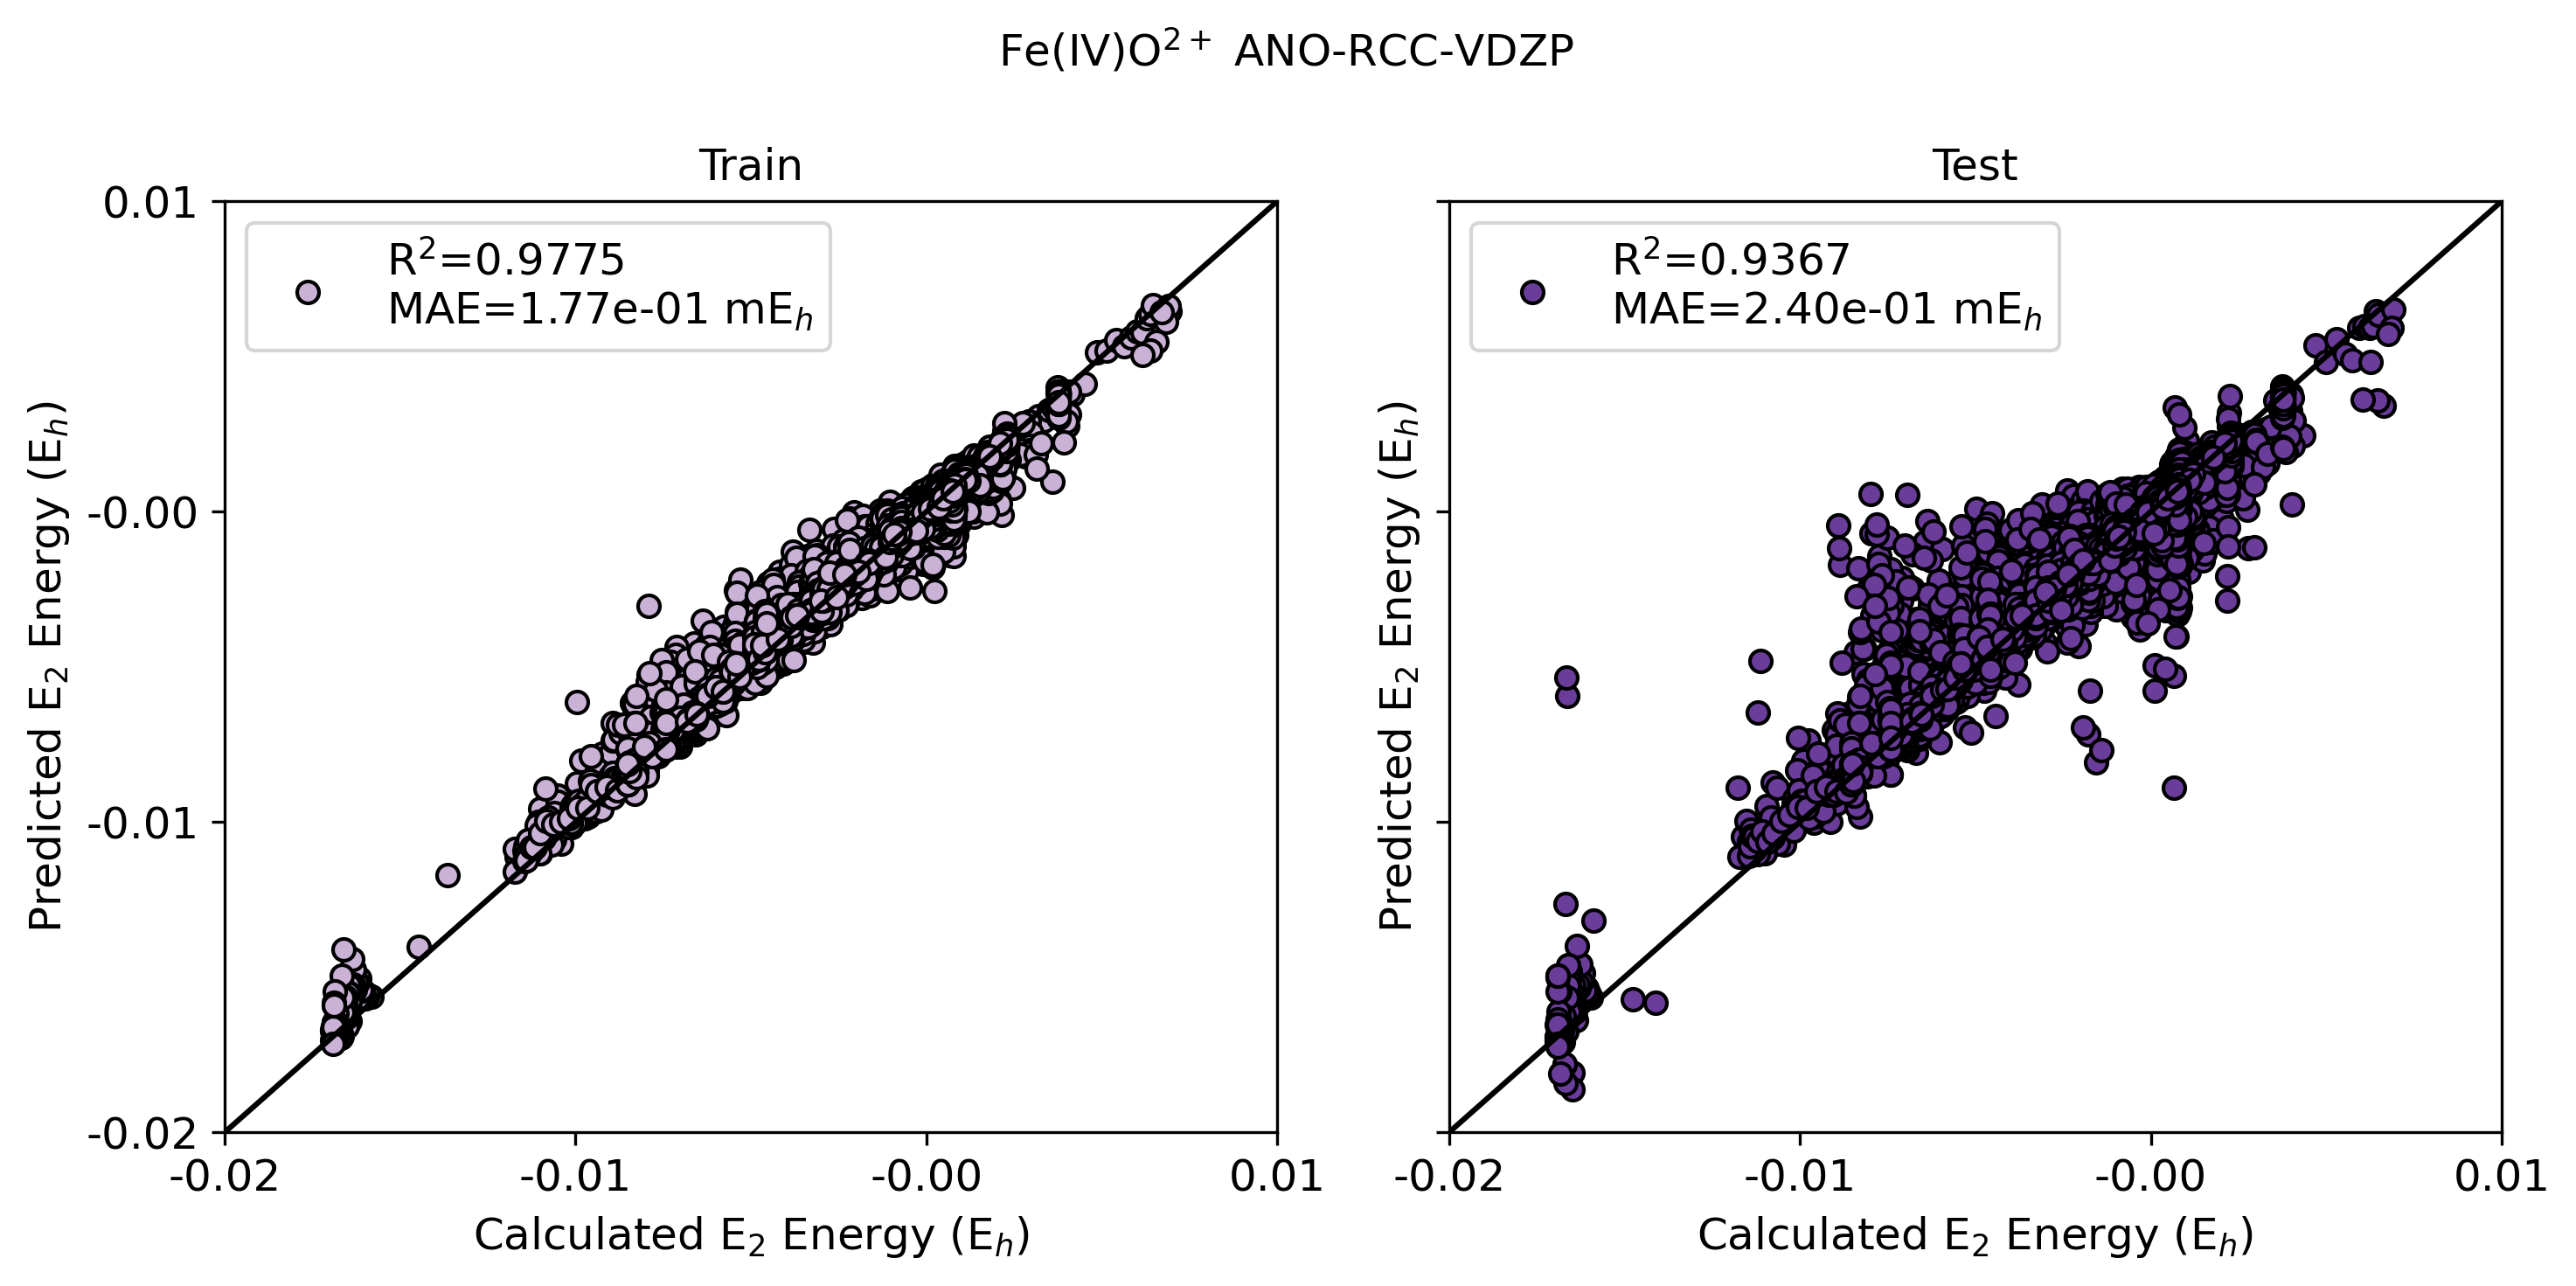 Fe(IV)O²⁺ ANO-RCC-VDZP
Train
R²=0.9775
MAE=1.77e-01 mEₕ
0.01
-0.00
-0.01
-0.02
Predicted E₂ Energy (Eₕ)
-0.02 -0.01 -0.00 0.01
Calculated E₂ Energy (Eₕ)
Test
R²=0.9367
MAE=2.40e-01 mEₕ
Predicted E₂ Energy (Eₕ)
-0.02 -0.01 -0.00 0.01
Calculated E₂ Energy (Eₕ)